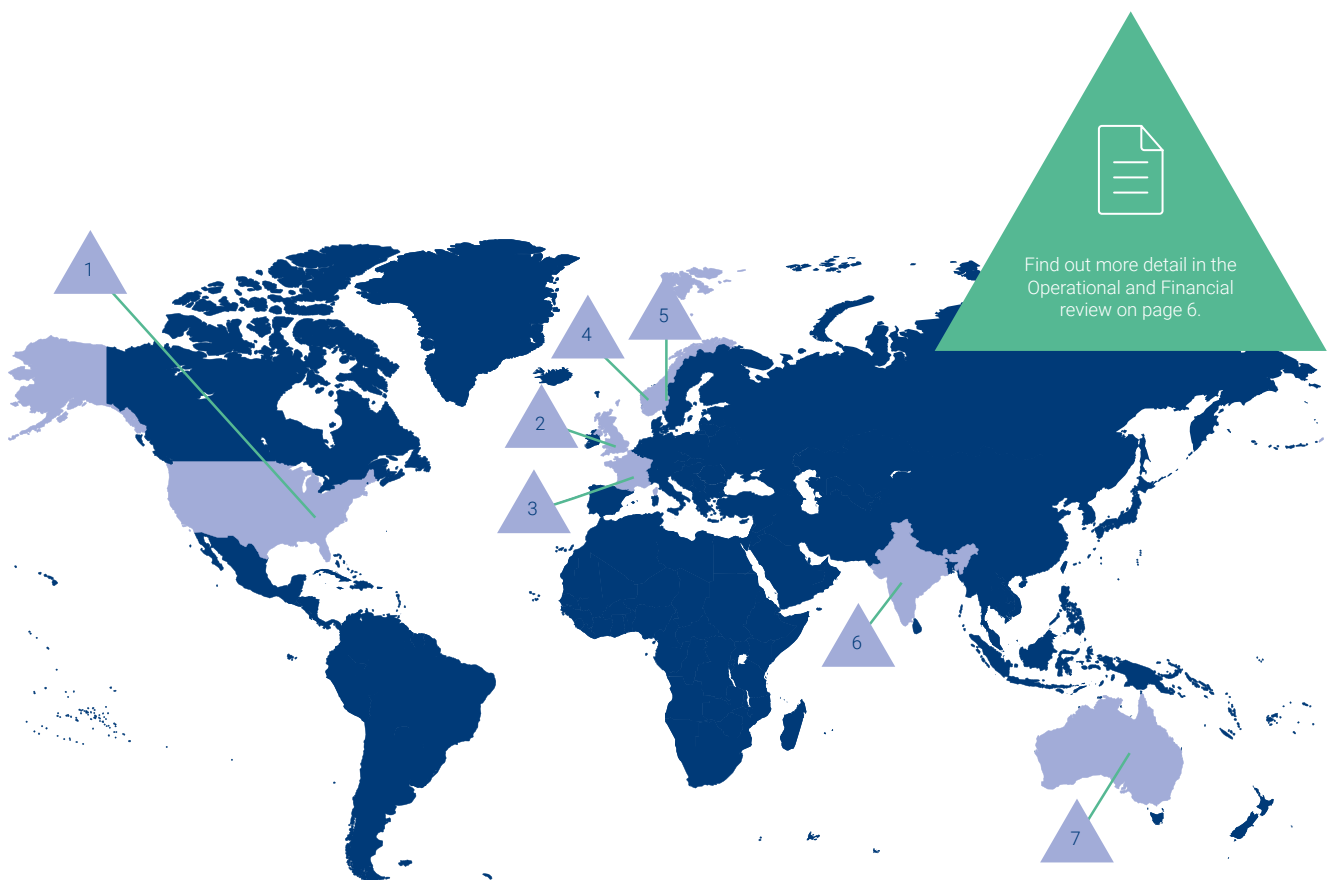 Find out more detail in the
Operational and Financial
review on page 6.
1
5
4
2
3
6
7